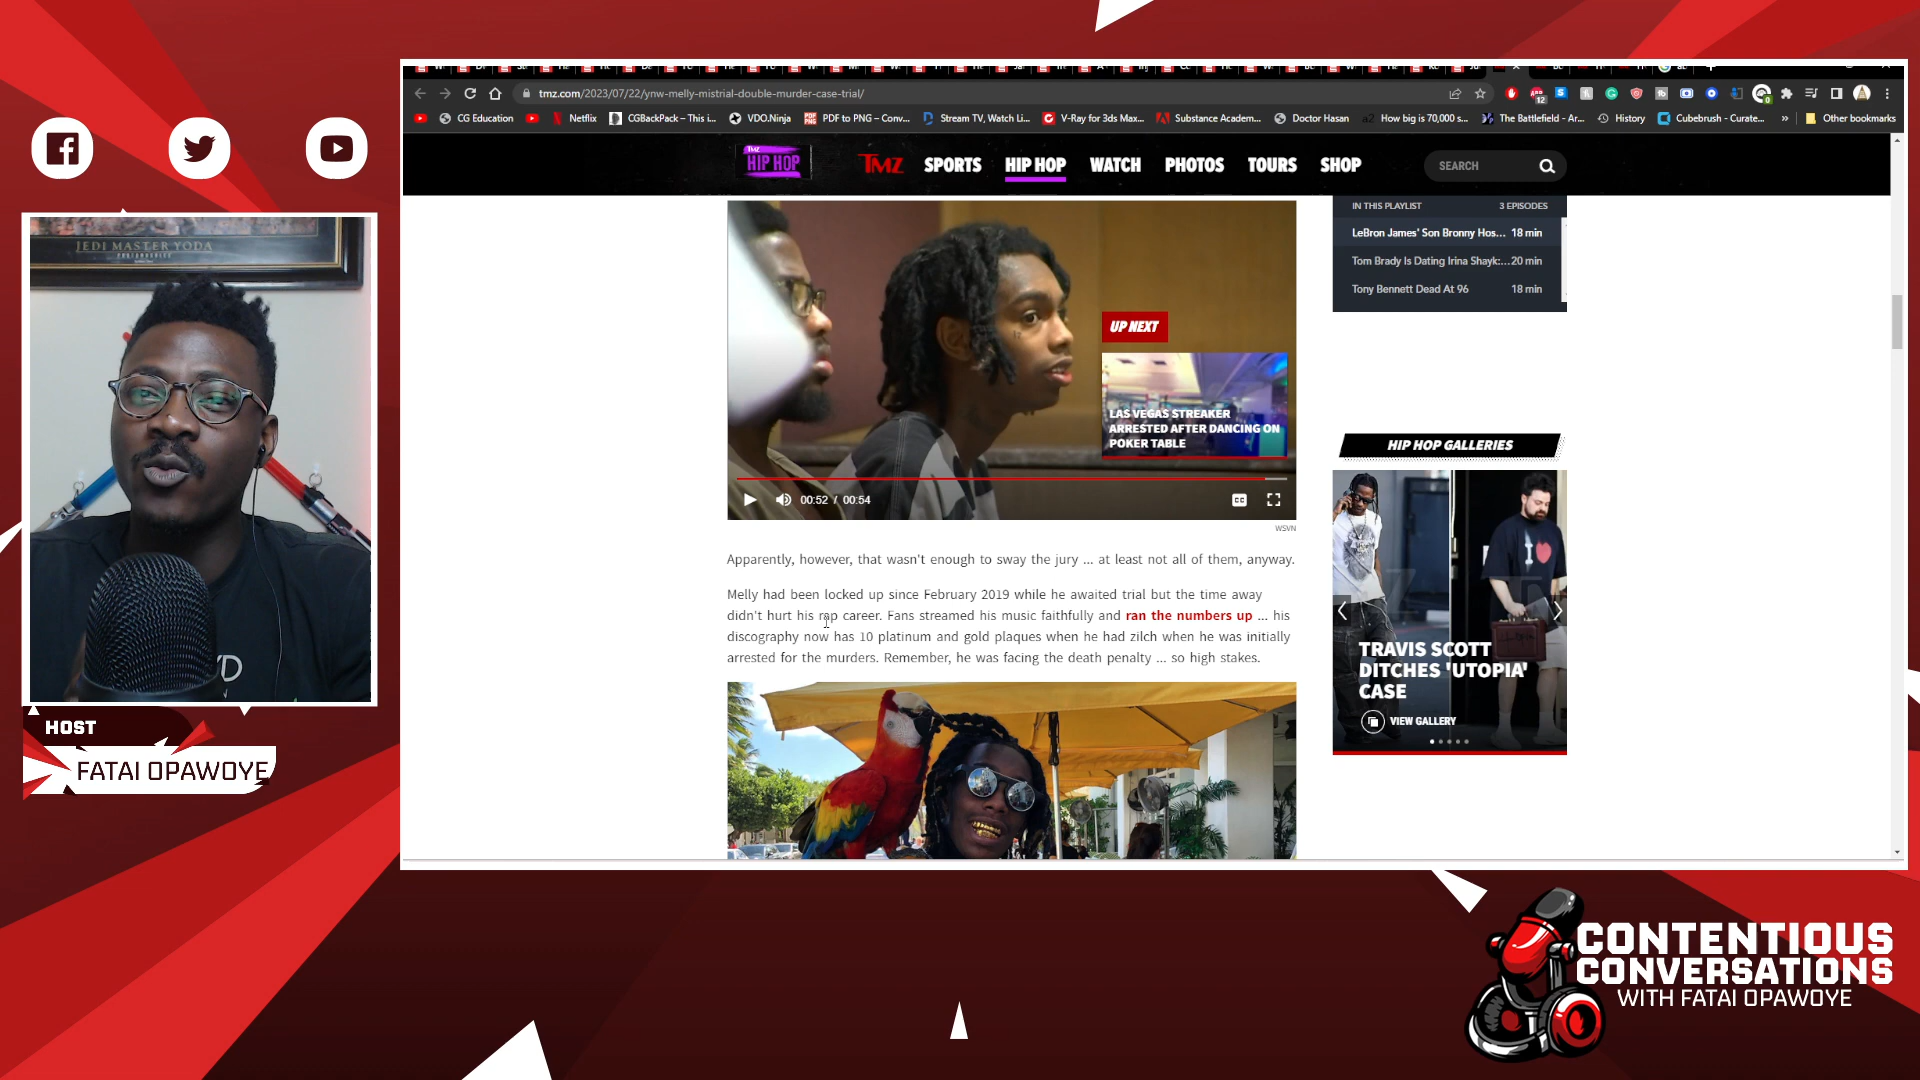 tmz.com/2023/07/22/ynw-melly-mistrial-double-murder-case-trial/
CG Education
Netflix
CGBackPack – This i...
VDO.Ninja
PDF to PNG – Conv...
Stream TV, Watch Li...
V-Ray for 3ds Max...
Substance Academ...
Doctor Hasan
How big is 70,000 s...
The Battlefield - Ar...
History
Cubebrush - Curate...
»
Other bookmarks
TMZ
HIP HOP
TMZ
SPORTS
HIP HOP
WATCH
PHOTOS
TOURS
SHOP
SEARCH
JEDI MASTER YODA
HOST
FATAI OPAWOYE
UP NEXT
LAS VEGAS STREAKER
ARRESTED AFTER DANCING ON
POKER TABLE
00:52 / 00:54
CC
WSVN
Apparently, however, that wasn't enough to sway the jury ... at least not all of them, anyway.
Melly had been locked up since February 2019 while he awaited trial but the time away
didn't hurt his rap career. Fans streamed his music faithfully and ran the numbers up ... his
discography now has 10 platinum and gold plaques when he had zilch when he was initially
arrested for the murders. Remember, he was facing the death penalty ... so high stakes.
IN THIS PLAYLIST
3 EPISODES
LeBron James' Son Bronny Hos... 18 min
Tom Brady Is Dating Irina Shayk:... 20 min
Tony Bennett Dead At 96 18 min
HIP HOP GALLERIES
TRAVIS SCOTT
DITCHES 'UTOPIA'
CASE
VIEW GALLERY
CONTENTIOUS
CONVERSATIONS
WITH FATAI OPAWOYE